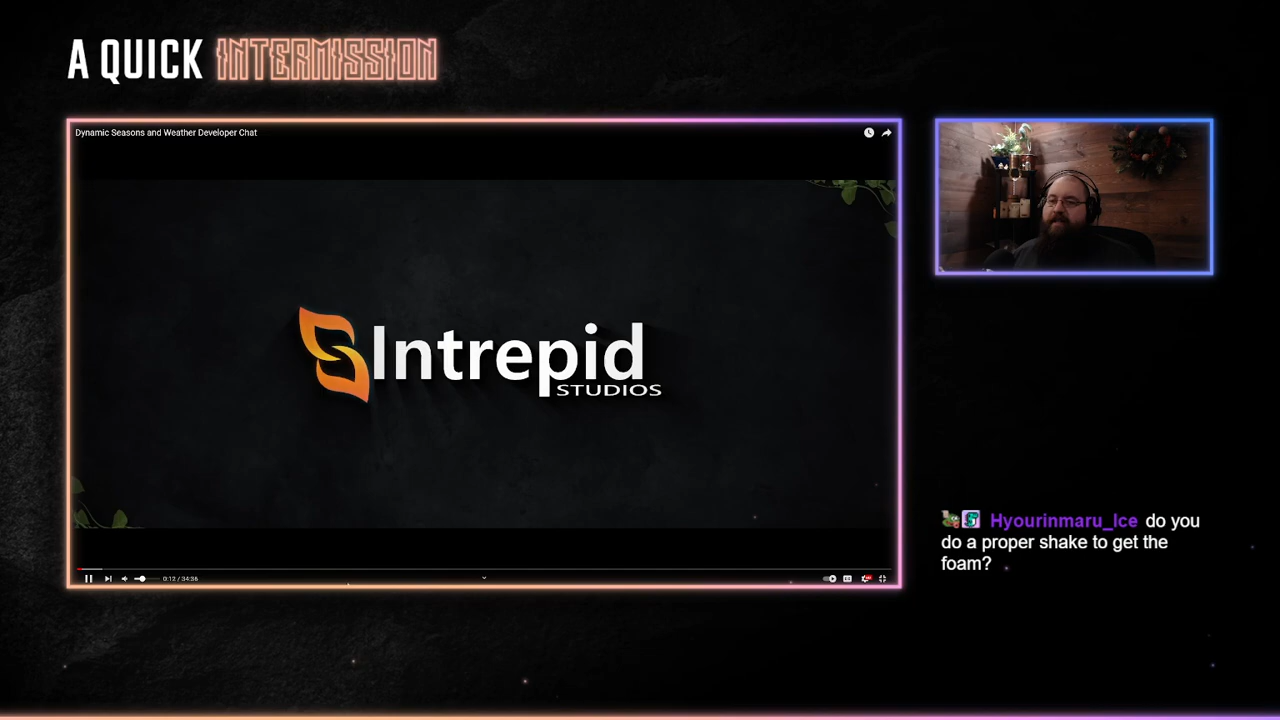 A QUICK INTERMISSION
Dynamic Seasons and Weather Developer Chat
Intrepid
STUDIOS
0:12 / 34:36
Hyourinmaru_Ice do you
do a proper shake to get the
foam?